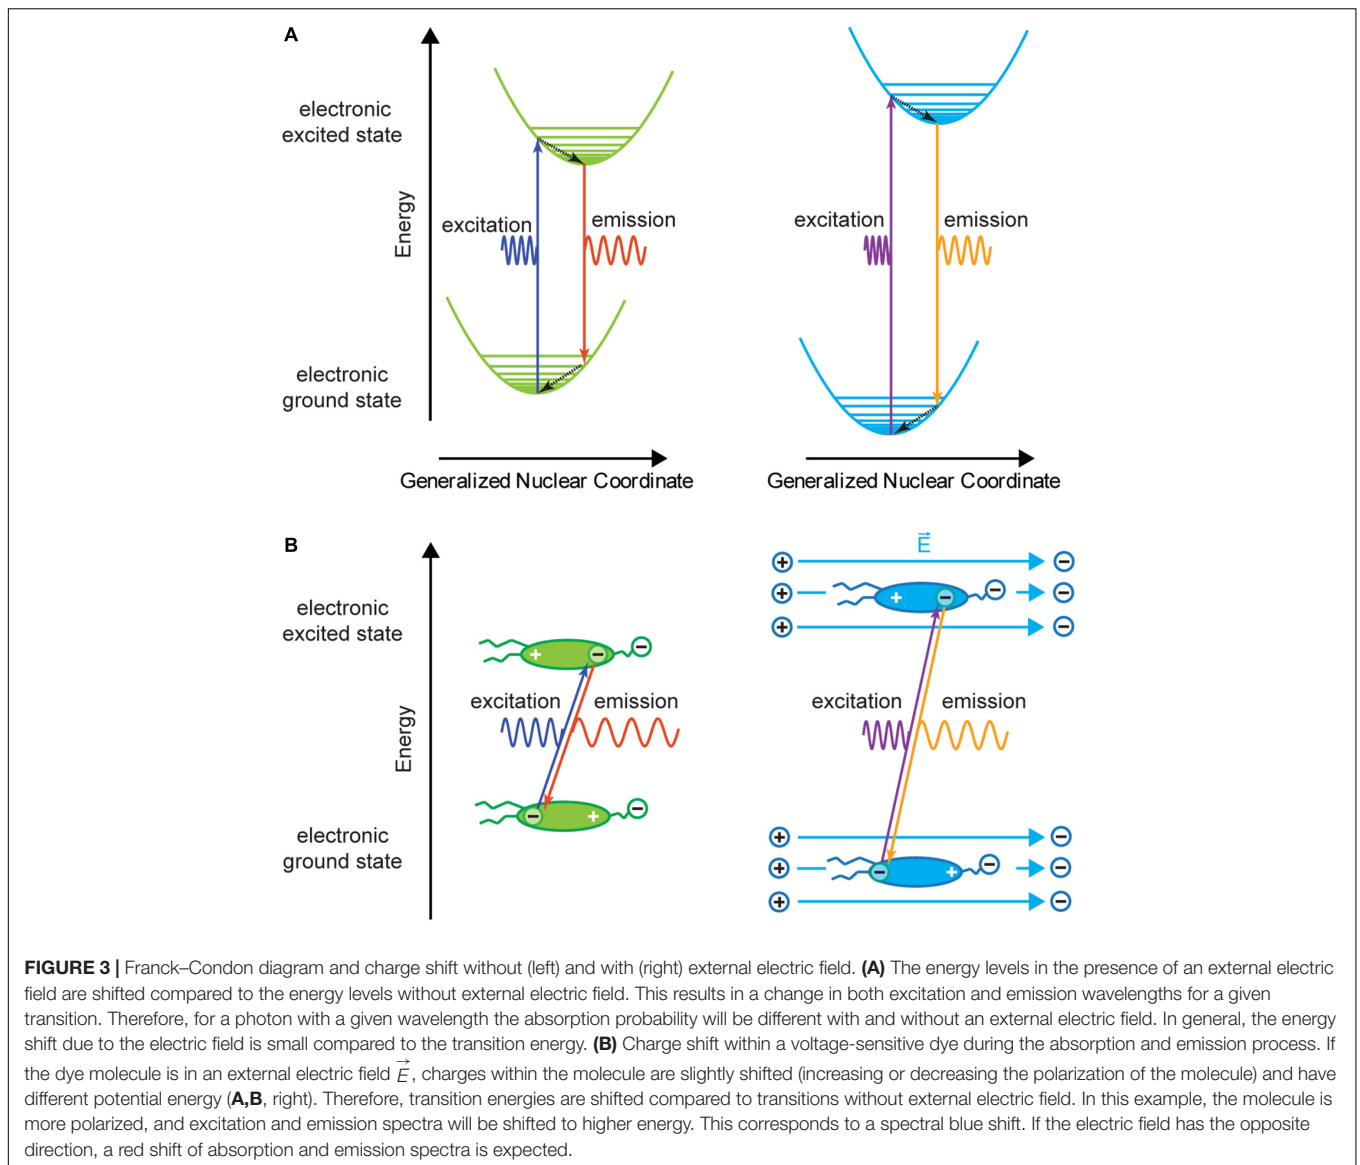 A
electronic
excited state
Energy
excitation
emission
excitation
emission
electronic
ground state
Generalized Nuclear Coordinate
Generalized Nuclear Coordinate
B
E
+ −
+ − − + −
+ −
electronic
excited state
+ − −
Energy
excitation
emission
excitation
emission
− + −
electronic
ground state
+ −
+ − + − −
+ −
FIGURE 3 | Franck–Condon diagram and charge shift without (left) and with (right) external electric field. (A) The energy levels in the presence of an external electric
field are shifted compared to the energy levels without external electric field. This results in a change in both excitation and emission wavelengths for a given
transition. Therefore, for a photon with a given wavelength the absorption probability will be different with and without an external electric field. In general, the energy
shift due to the electric field is small compared to the transition energy. (B) Charge shift within a voltage-sensitive dye during the absorption and emission process. If
the dye molecule is in an external electric field E, charges within the molecule are slightly shifted (increasing or decreasing the polarization of the molecule) and have
different potential energy (A,B, right). Therefore, transition energies are shifted compared to transitions without external electric field. In this example, the molecule is
more polarized, and excitation and emission spectra will be shifted to higher energy. This corresponds to a spectral blue shift. If the electric field has the opposite
direction, a red shift of absorption and emission spectra is expected.